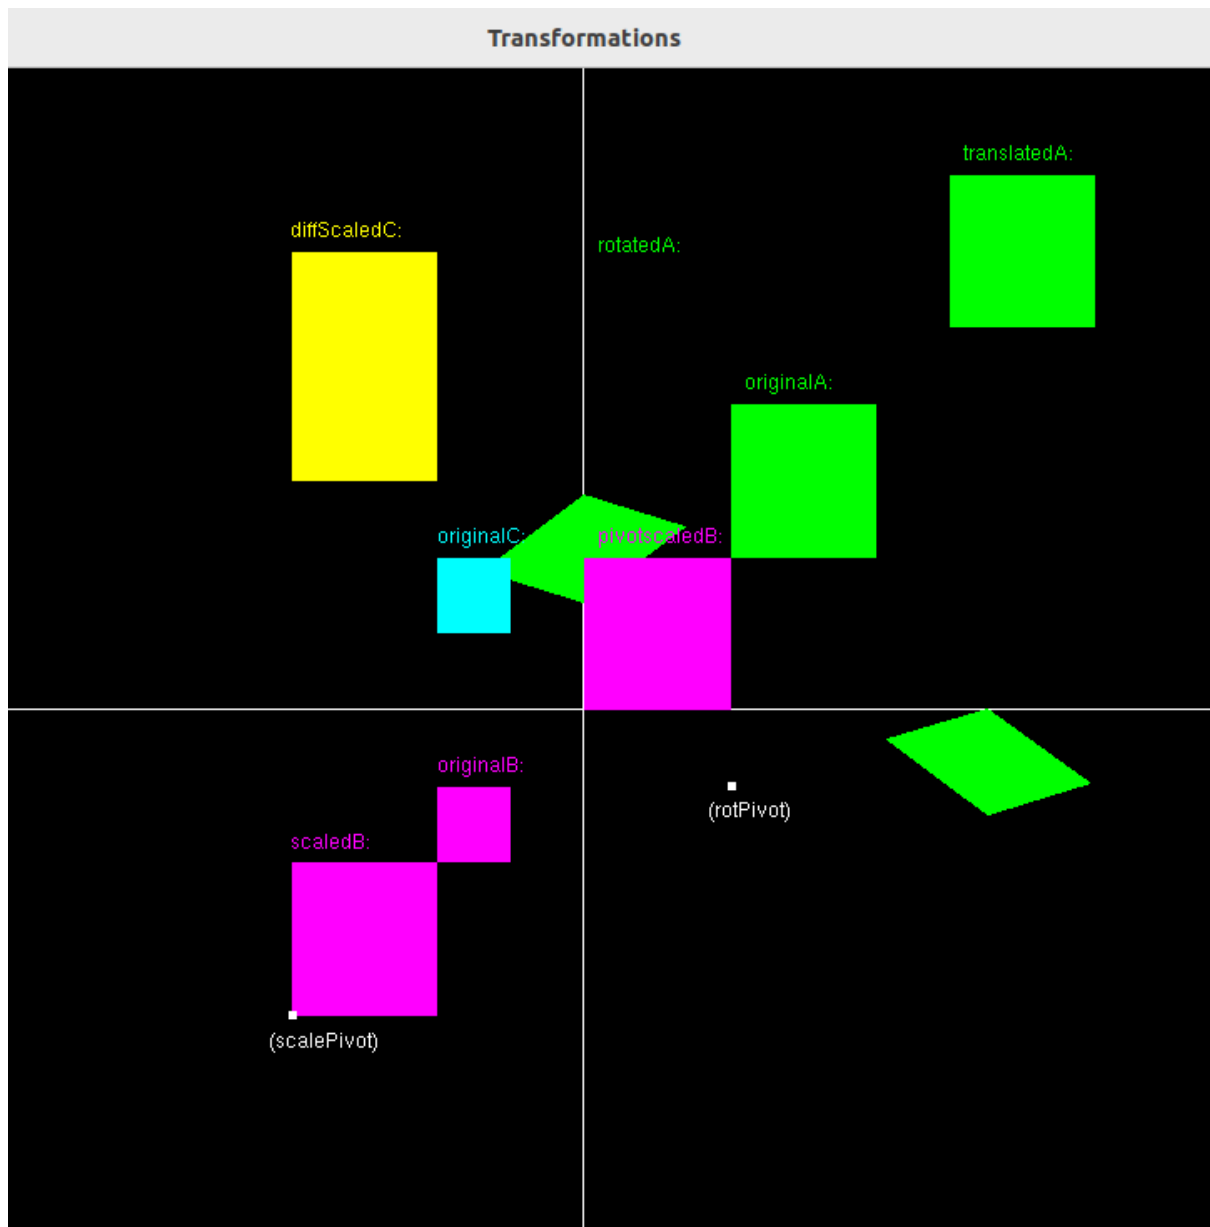 Transformations
translatedA:
diffScaledC:
rotatedA:
originalA:
originalC:
pivotscaledB:
originalB:
(rotPivot)
scaledB:
(scalePivot)